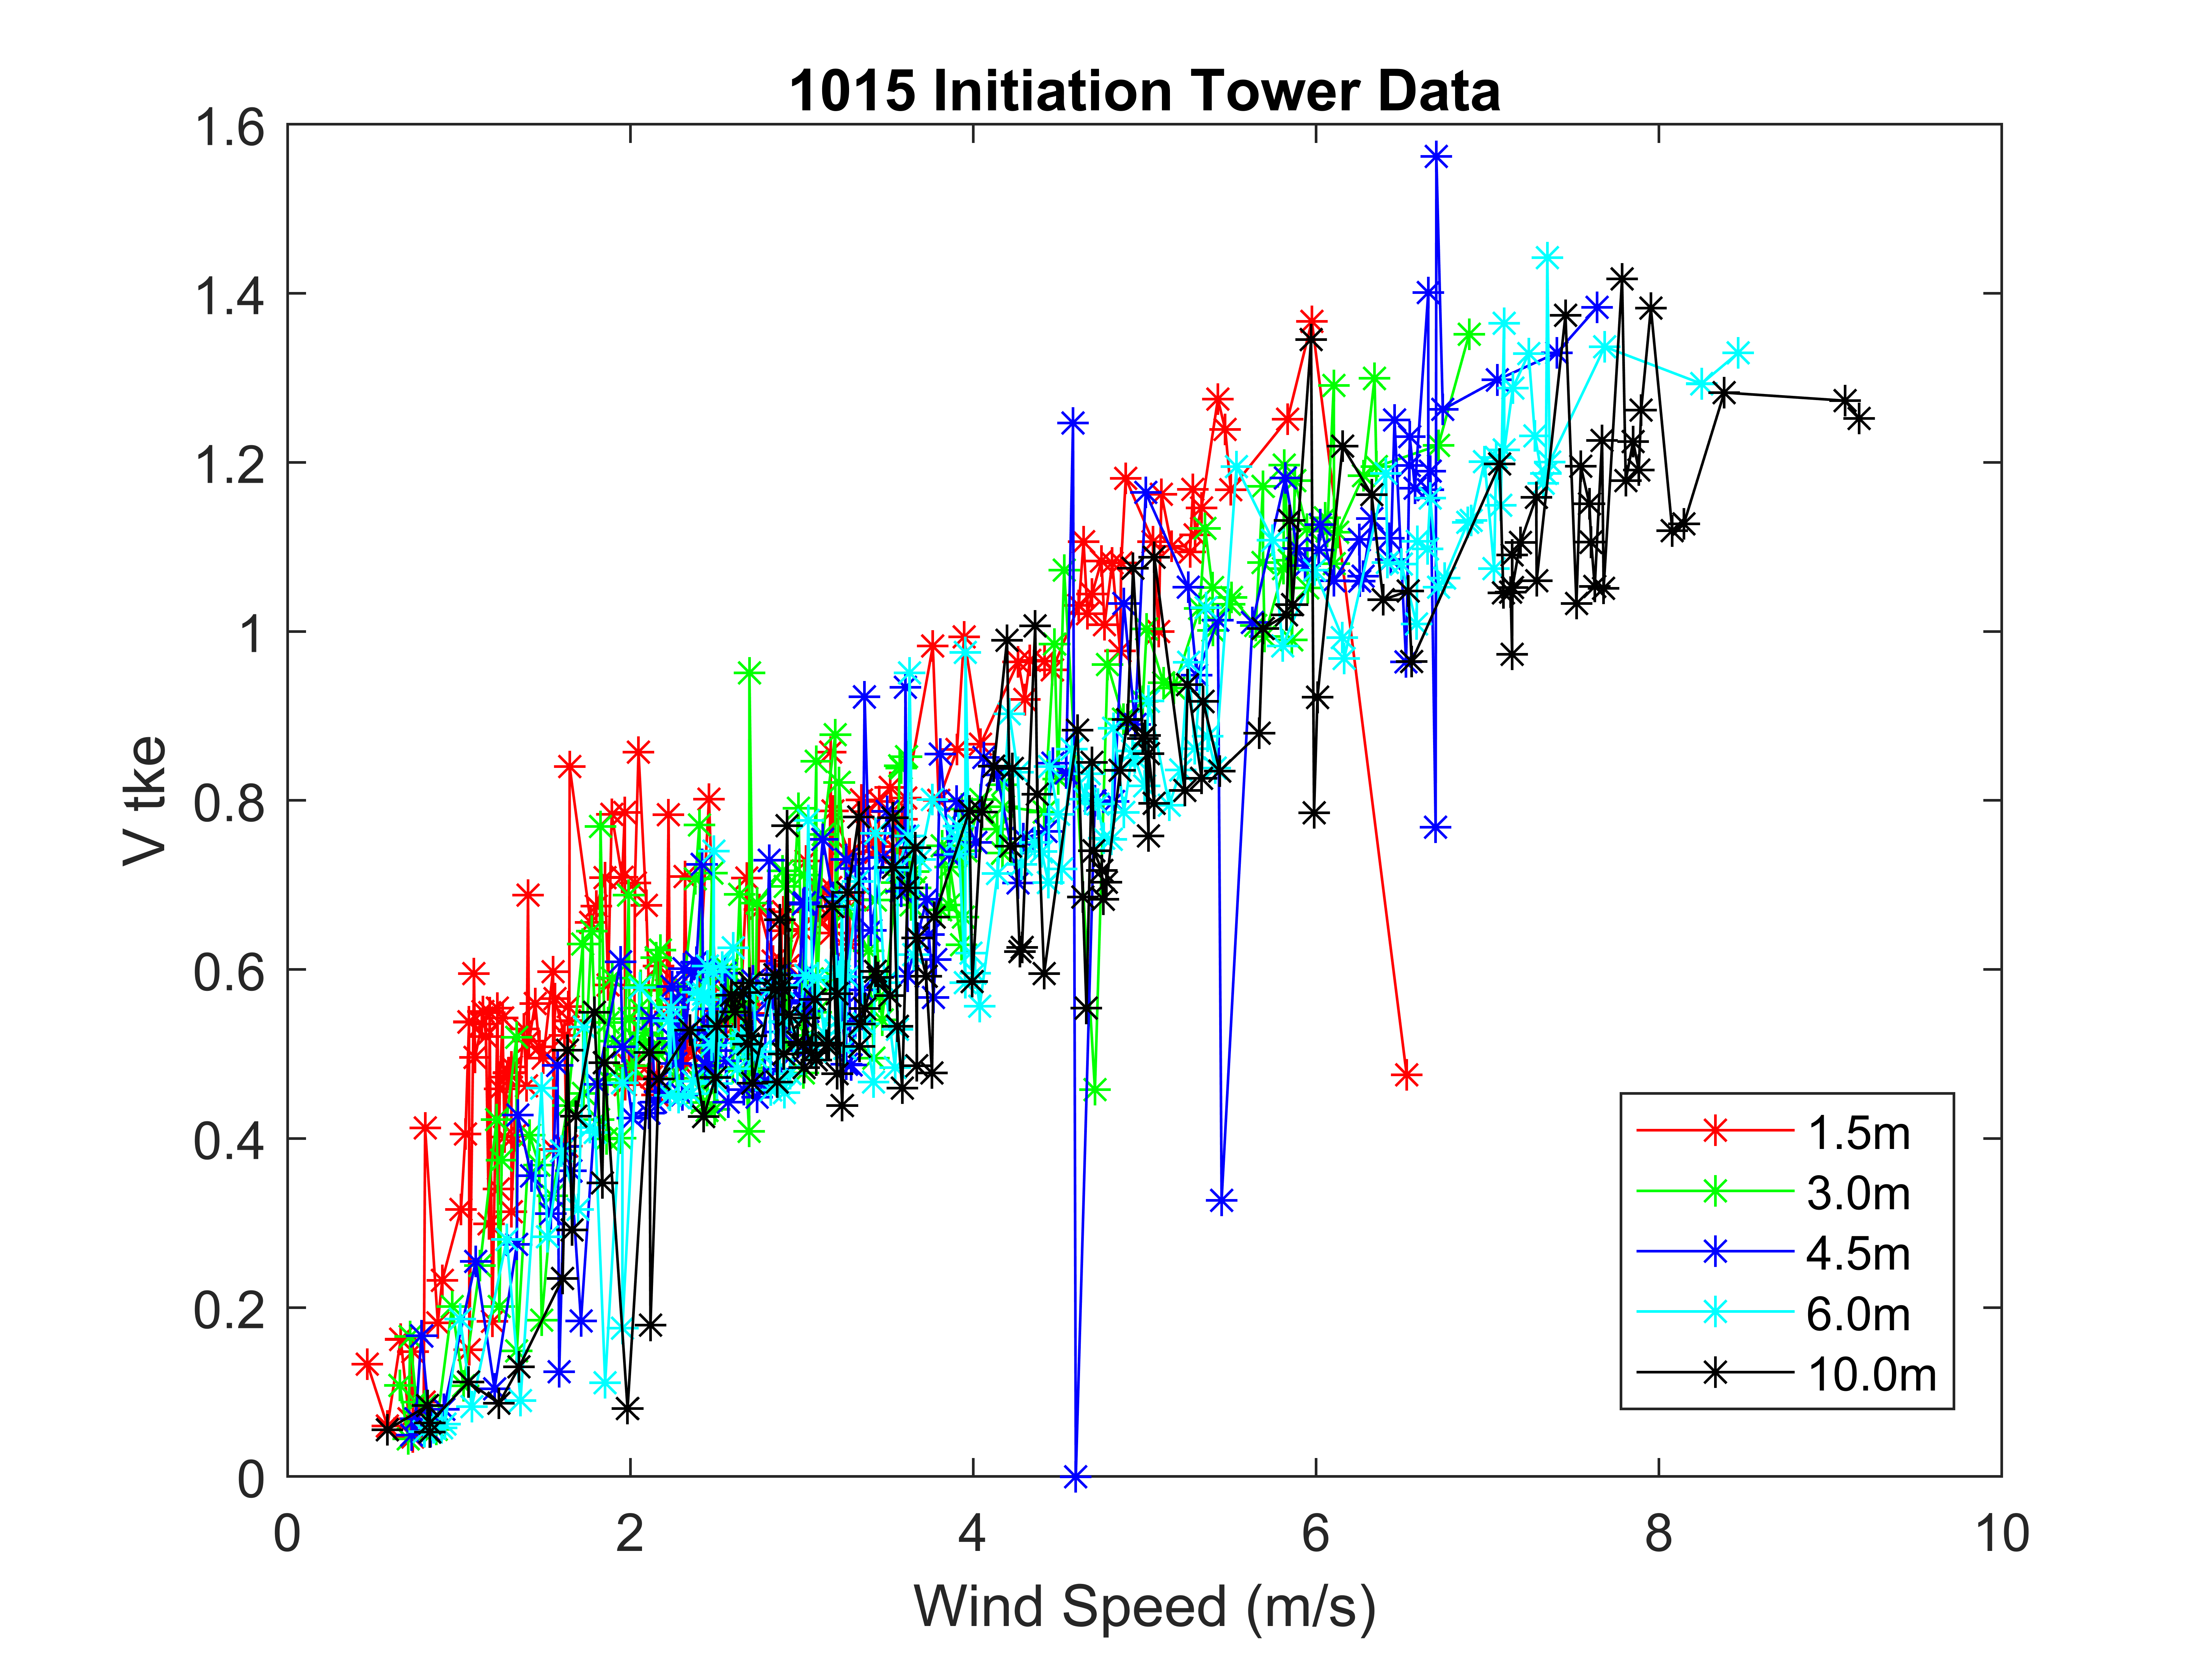 1015 Initiation Tower Data
1.6
1.4
1.2
1
0.8
0.6
0.4
0.2
0
V tke
0 2 4 6 8 10
Wind Speed (m/s)
1.5m
3.0m
4.5m
6.0m
10.0m